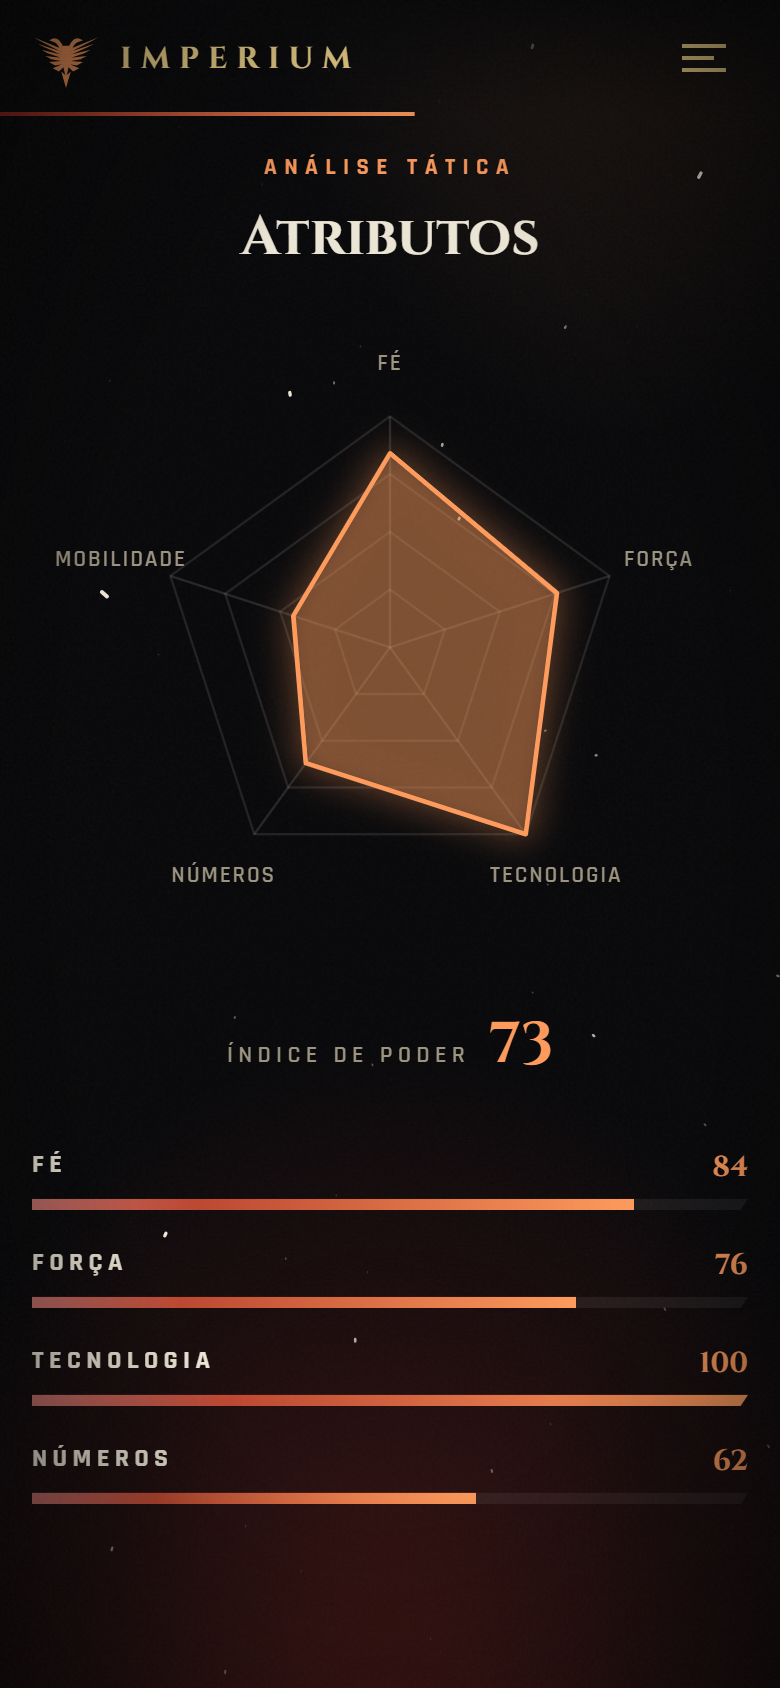 IMPERIUM
ANÁLISE TÁTICA
ATRIBUTOS
FÉ
MOBILIDADE
FORÇA
NÚMEROS
TECNOLOGIA
ÍNDICE DE PODER 73
FÉ 84
FORÇA 76
TECNOLOGIA 100
NÚMEROS 62